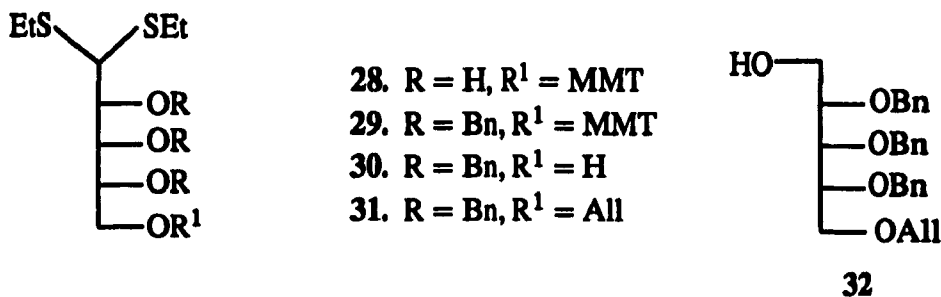 EtS SEt
OR
OR
OR
OR¹
28. R = H, R¹ = MMT
29. R = Bn, R¹ = MMT
30. R = Bn, R¹ = H
31. R = Bn, R¹ = All
HO
OBn
OBn
OBn
OAll
32